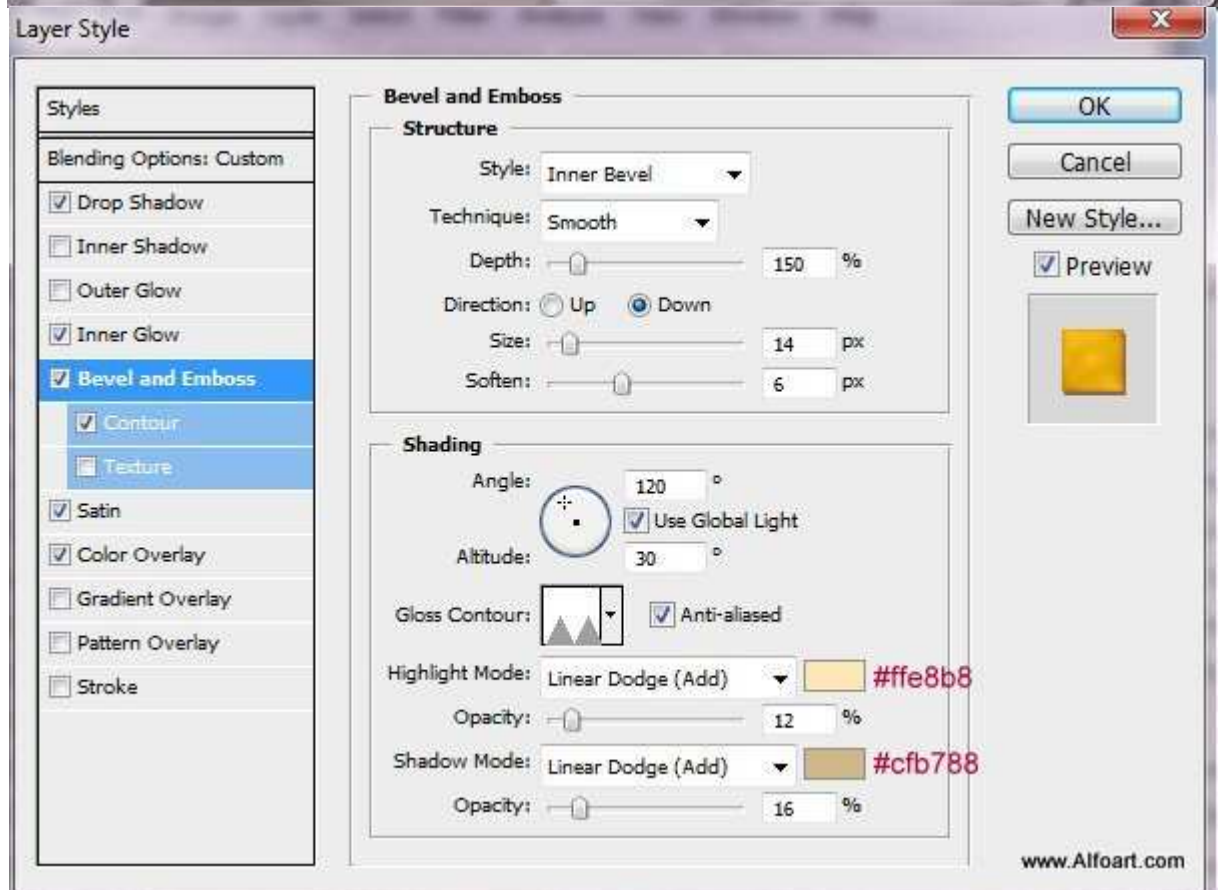 Layer Style
Styles
Blending Options: Custom
Drop Shadow
Inner Shadow
Outer Glow
Inner Glow
Bevel and Emboss
Contour
Texture
Satin
Color Overlay
Gradient Overlay
Pattern Overlay
Stroke
Bevel and Emboss
Structure
Style: Inner Bevel
Technique: Smooth
Depth: 150 %
Direction: Up Down
Size: 14 px
Soften: 6 px
Shading
Angle: 120 °
Use Global Light
Altitude: 30 °
Gloss Contour: Anti-aliased
Highlight Mode: Linear Dodge (Add) #ffe8b8
Opacity: 12 %
Shadow Mode: Linear Dodge (Add) #cfb788
Opacity: 16 %
OK
Cancel
New Style...
Preview
www.Alfoart.com